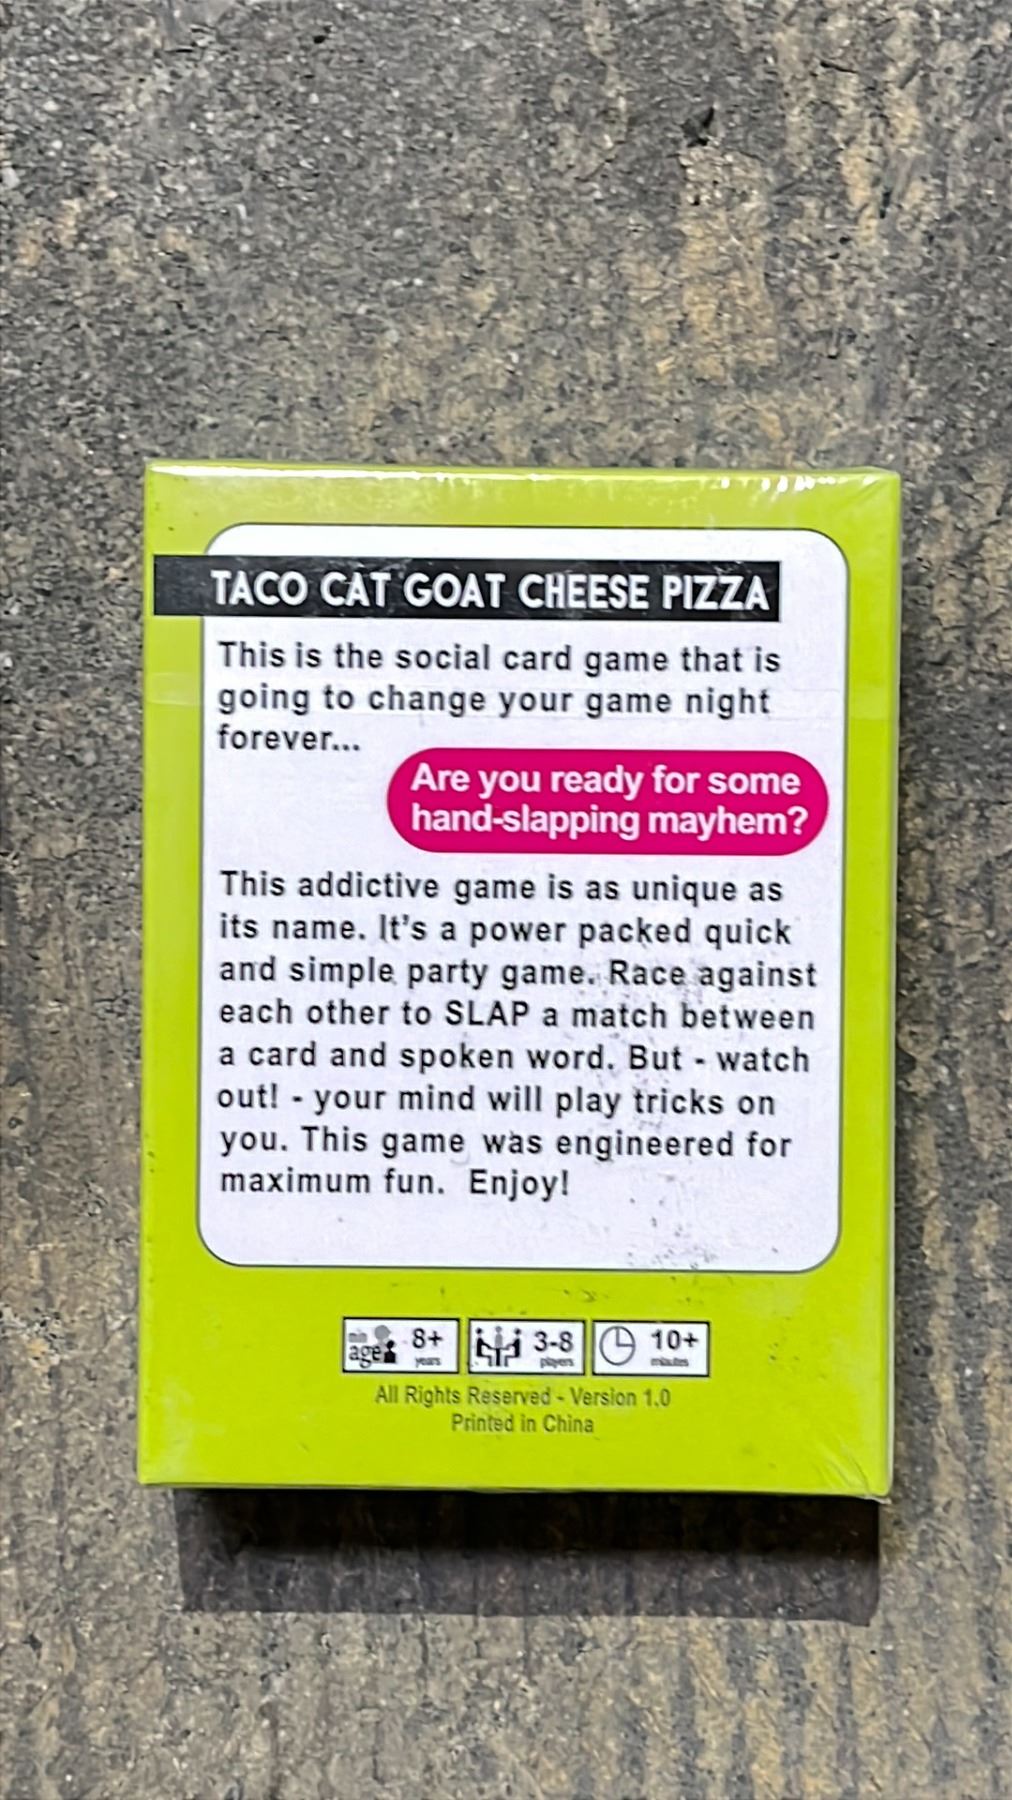 TACO CAT GOAT CHEESE PIZZA
This is the social card game that is
going to change your game night
forever...
Are you ready for some
hand-slapping mayhem?
This addictive game is as unique as
its name. It's a power packed quick
and simple party game. Race against
each other to SLAP a match between
a card and spoken word. But - watch
out! - your mind will play tricks on
you. This game was engineered for
maximum fun. Enjoy!
min
age
8+
years
3-8
players
10+
minutes
All Rights Reserved - Version 1.0
Printed in China